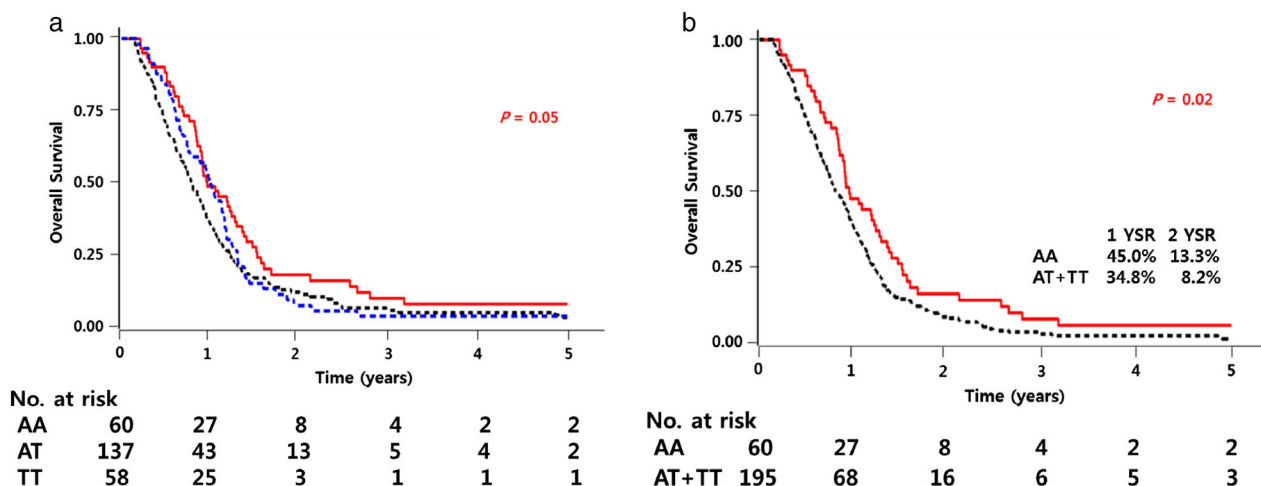 a
1.00
0.75
0.50
0.25
0.00
Overall Survival
P = 0.05
0 1 2 3 4 5
Time (years)
No. at risk
AA 60 27 8 4 2 2
AT 137 43 13 5 4 2
TT 58 25 3 1 1 1
b
1.00
0.75
0.50
0.25
0.00
Overall Survival
P = 0.02
1 YSR 2 YSR
AA 45.0% 13.3%
AT+TT 34.8% 8.2%
0 1 2 3 4 5
Time (years)
No. at risk
AA 60 27 8 4 2 2
AT+TT 195 68 16 6 5 3